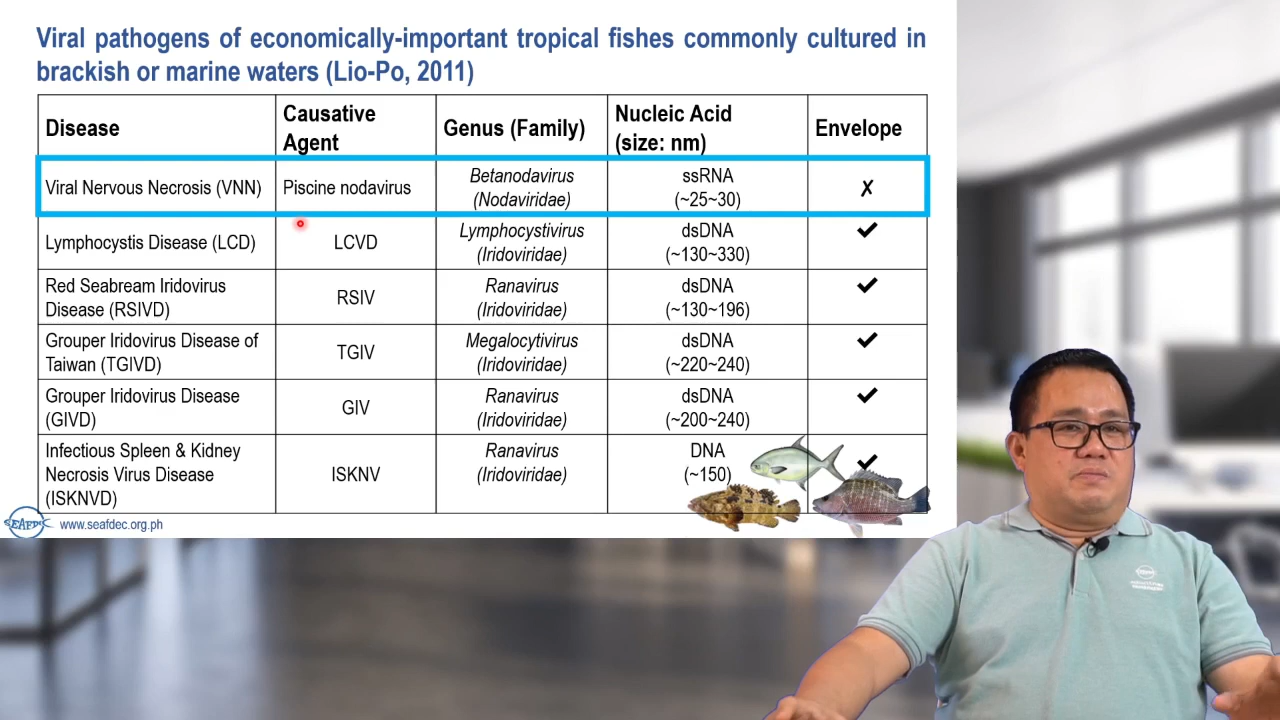 Viral pathogens of economically-important tropical fishes commonly cultured in
brackish or marine waters (Lio-Po, 2011)
Disease
Causative
Agent
Genus (Family)
Nucleic Acid
(size: nm)
Envelope
Viral Nervous Necrosis (VNN)
Piscine nodavirus
Betanodavirus
(Nodaviridae)
ssRNA
(~25~30)
✗
Lymphocystis Disease (LCD)
LCVD
Lymphocystivirus
(Iridoviridae)
dsDNA
(~130~330)
✔
Red Seabream Iridovirus
Disease (RSIVD)
RSIV
Ranavirus
(Iridoviridae)
dsDNA
(~130~196)
✔
Grouper Iridovirus Disease of
Taiwan (TGIVD)
TGIV
Megalocytivirus
(Iridoviridae)
dsDNA
(~220~240)
✔
Grouper Iridovirus Disease
(GIVD)
GIV
Ranavirus
(Iridoviridae)
dsDNA
(~200~240)
✔
Infectious Spleen & Kidney
Necrosis Virus Disease
(ISKNVD)
ISKNV
Ranavirus
(Iridoviridae)
DNA
(~150)
✔
SEAFDEC
www.seafdec.org.ph